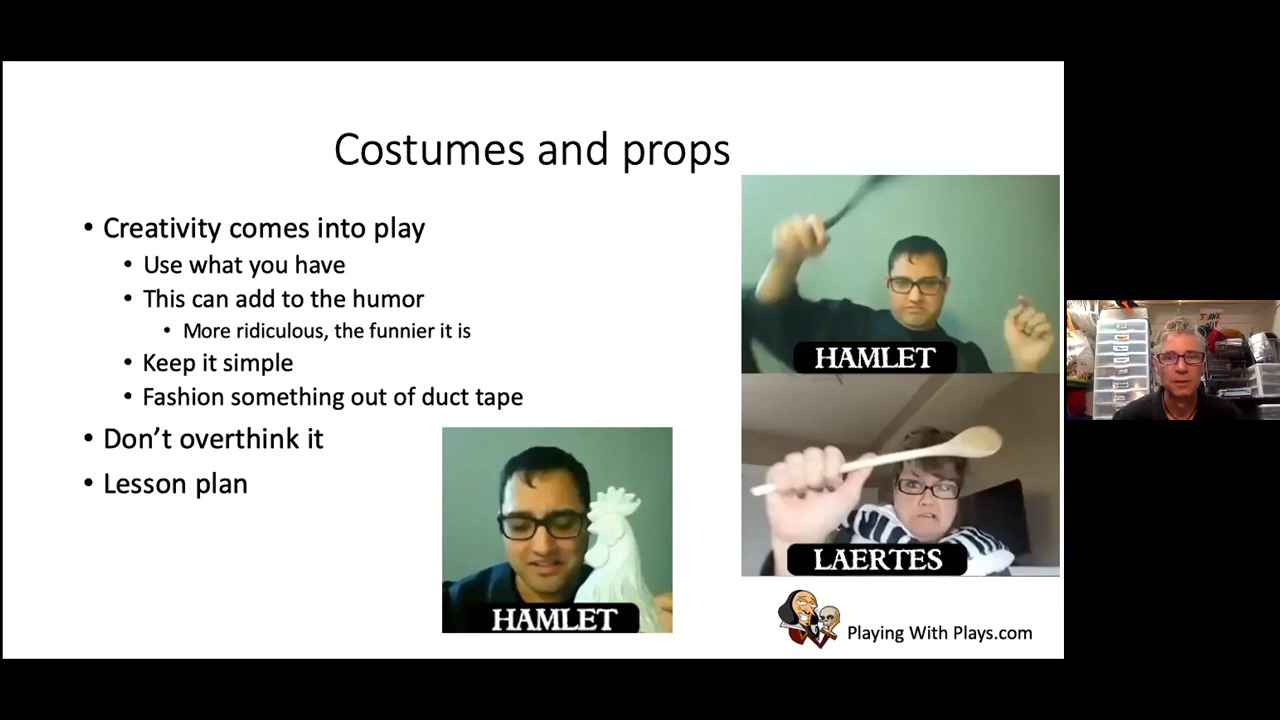 Costumes and props
• Creativity comes into play
• Use what you have
• This can add to the humor
• More ridiculous, the funnier it is
• Keep it simple
• Fashion something out of duct tape
• Don’t overthink it
• Lesson plan
HAMLET
LAERTES
HAMLET
Playing With Plays.com